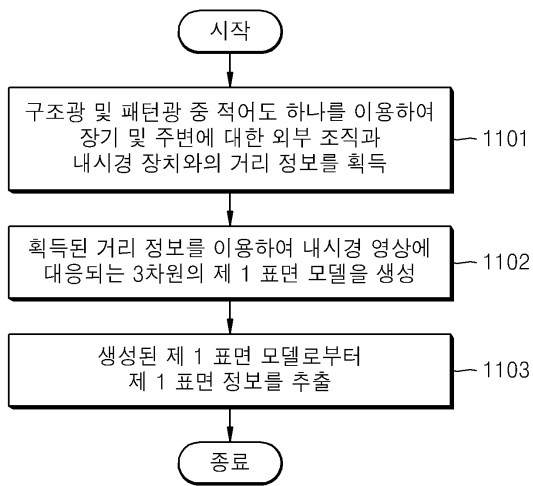 시작
구조광 및 패턴광 중 적어도 하나를 이용하여
장기 및 주변에 대한 외부 조직과
내시경 장치와의 거리 정보를 획득
1101
획득된 거리 정보를 이용하여 내시경 영상에
대응되는 3차원의 제 1 표면 모델을 생성
1102
생성된 제 1 표면 모델로부터
제 1 표면 정보를 추출
1103
종료